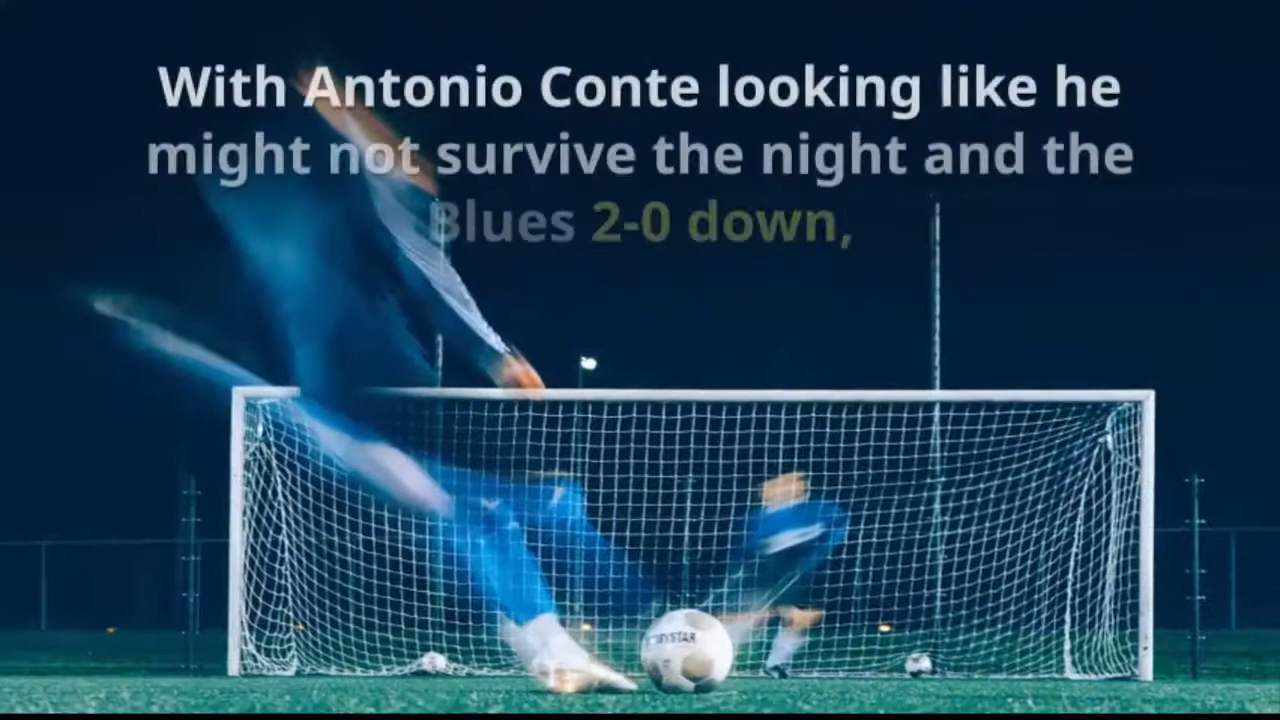 With Antonio Conte looking like he
might not survive the night and the
Blues 2-0 down,